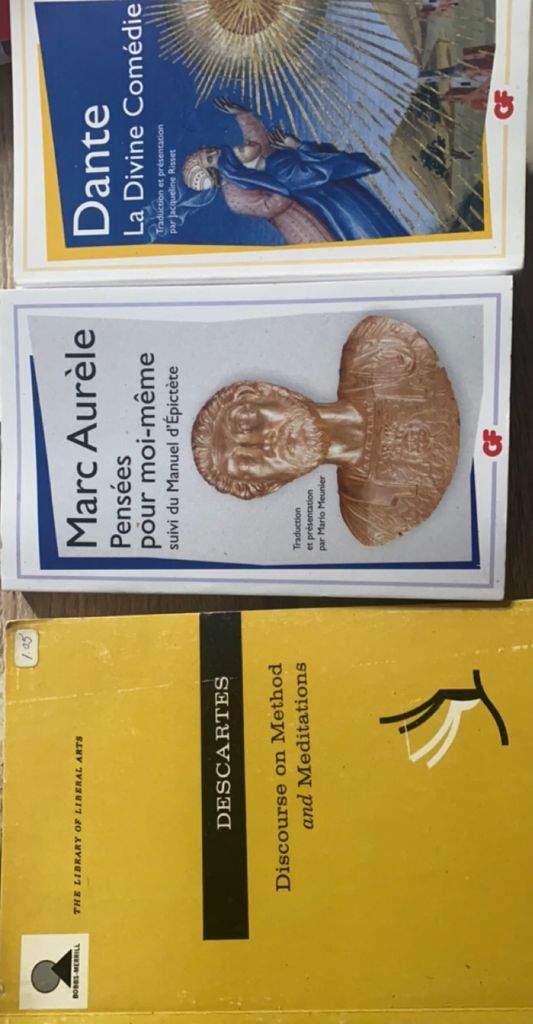 Dante
La Divine Comédie
Traduction et présentation
par Jacqueline Risset
GF
Marc Aurèle
Pensées
pour moi-même
suivi du Manuel d'Épictète
Traduction
et présentation
par Mario Meunier
GF
1.05
THE LIBRARY OF LIBERAL ARTS
DESCARTES
Discourse on Method
and Meditations
BOBBS-MERRILL